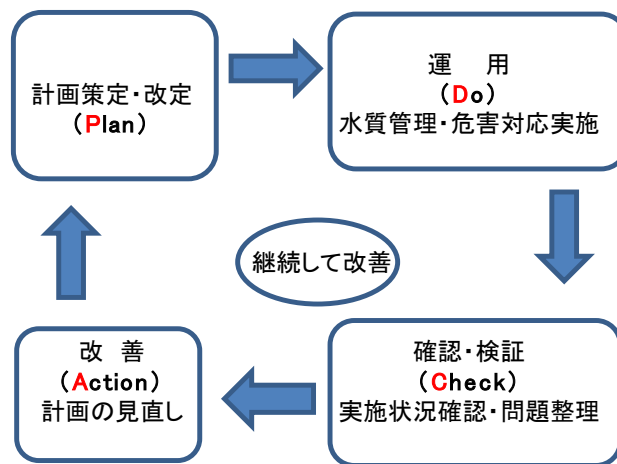 計画策定・改定
(Plan)
運　用
(Do)
水質管理・危害対応実施
継続して改善
改 善
(Action)
計画の見直し
確認・検証
(Check)
実施状況確認・問題整理